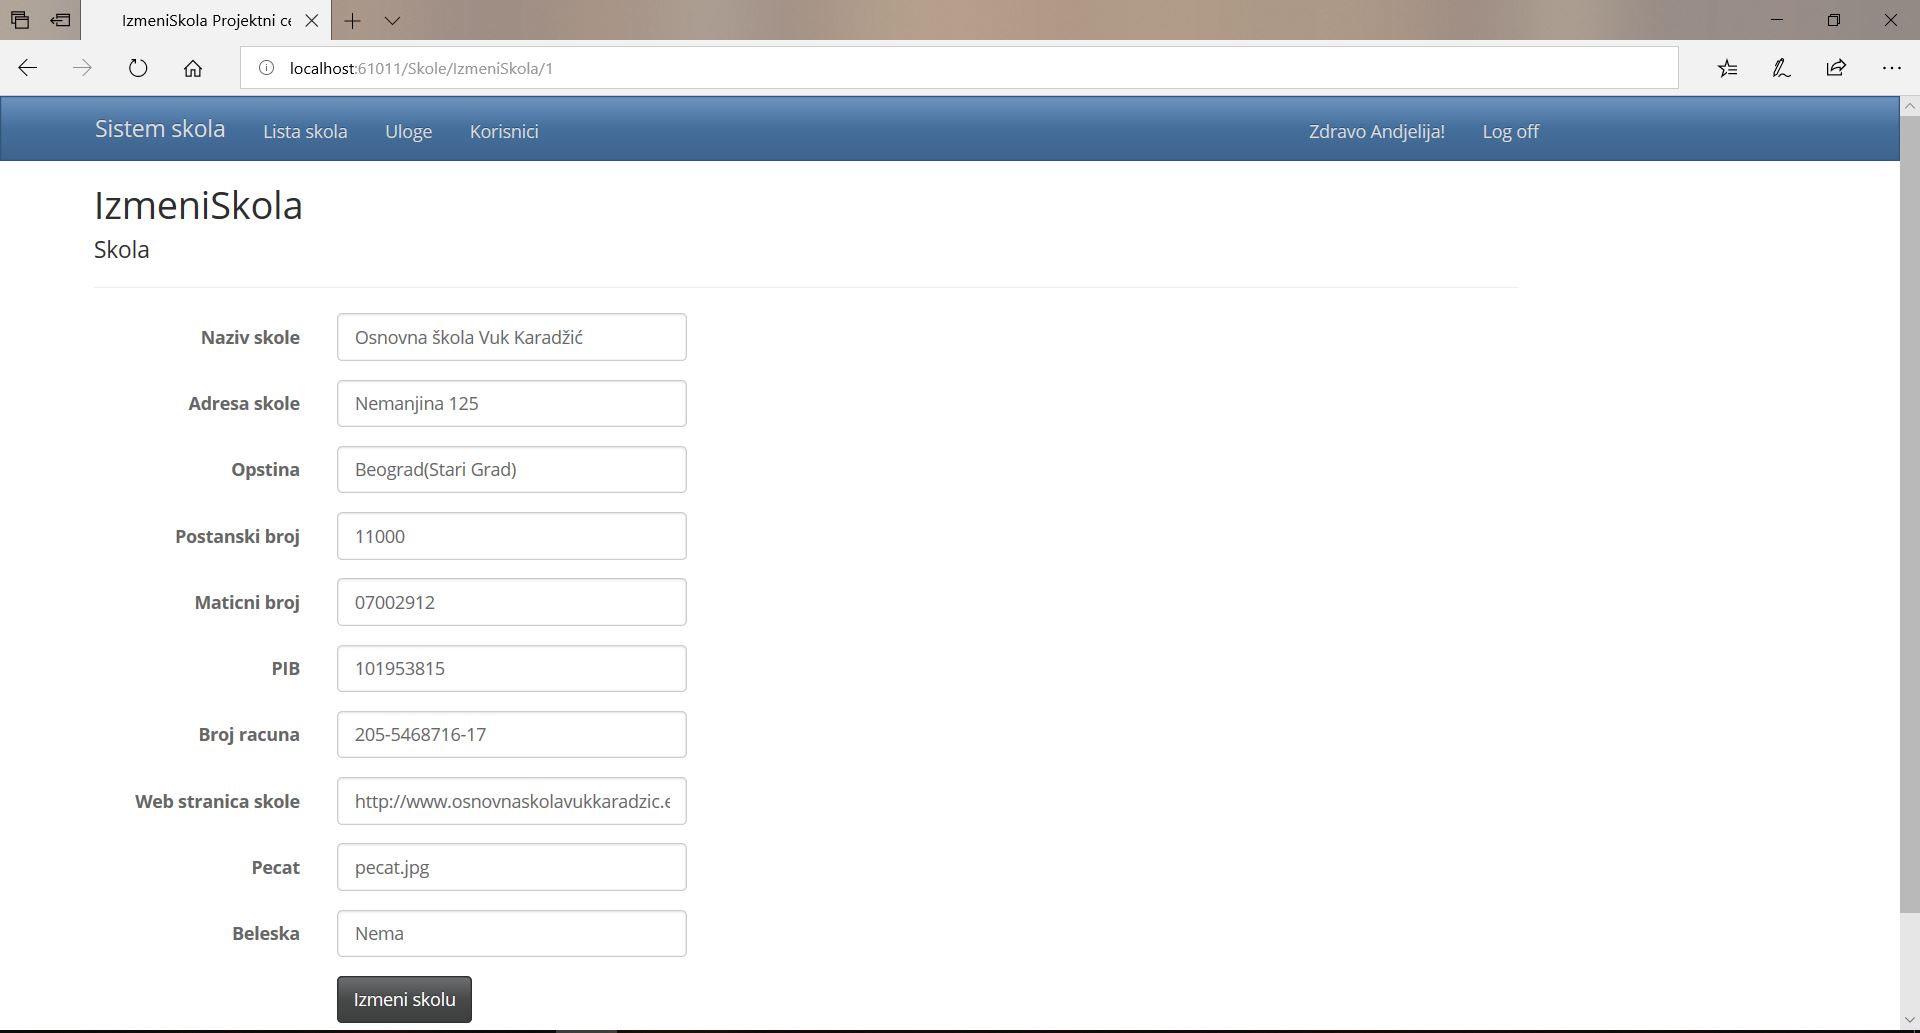 IzmeniSkola Projektni ce
localhost:61011/Skole/IzmeniSkola/1
Sistem skola Lista skola Uloge Korisnici Zdravo Andjelija! Log off
IzmeniSkola
Skola
Naziv skole Osnovna škola Vuk Karadžić
Adresa skole Nemanjina 125
Opstina Beograd(Stari Grad)
Postanski broj 11000
Maticni broj 07002912
PIB 101953815
Broj racuna 205-5468716-17
Web stranica skole http://www.osnovnaskolavukkaradzic.e
Pecat pecat.jpg
Beleska Nema
Izmeni skolu